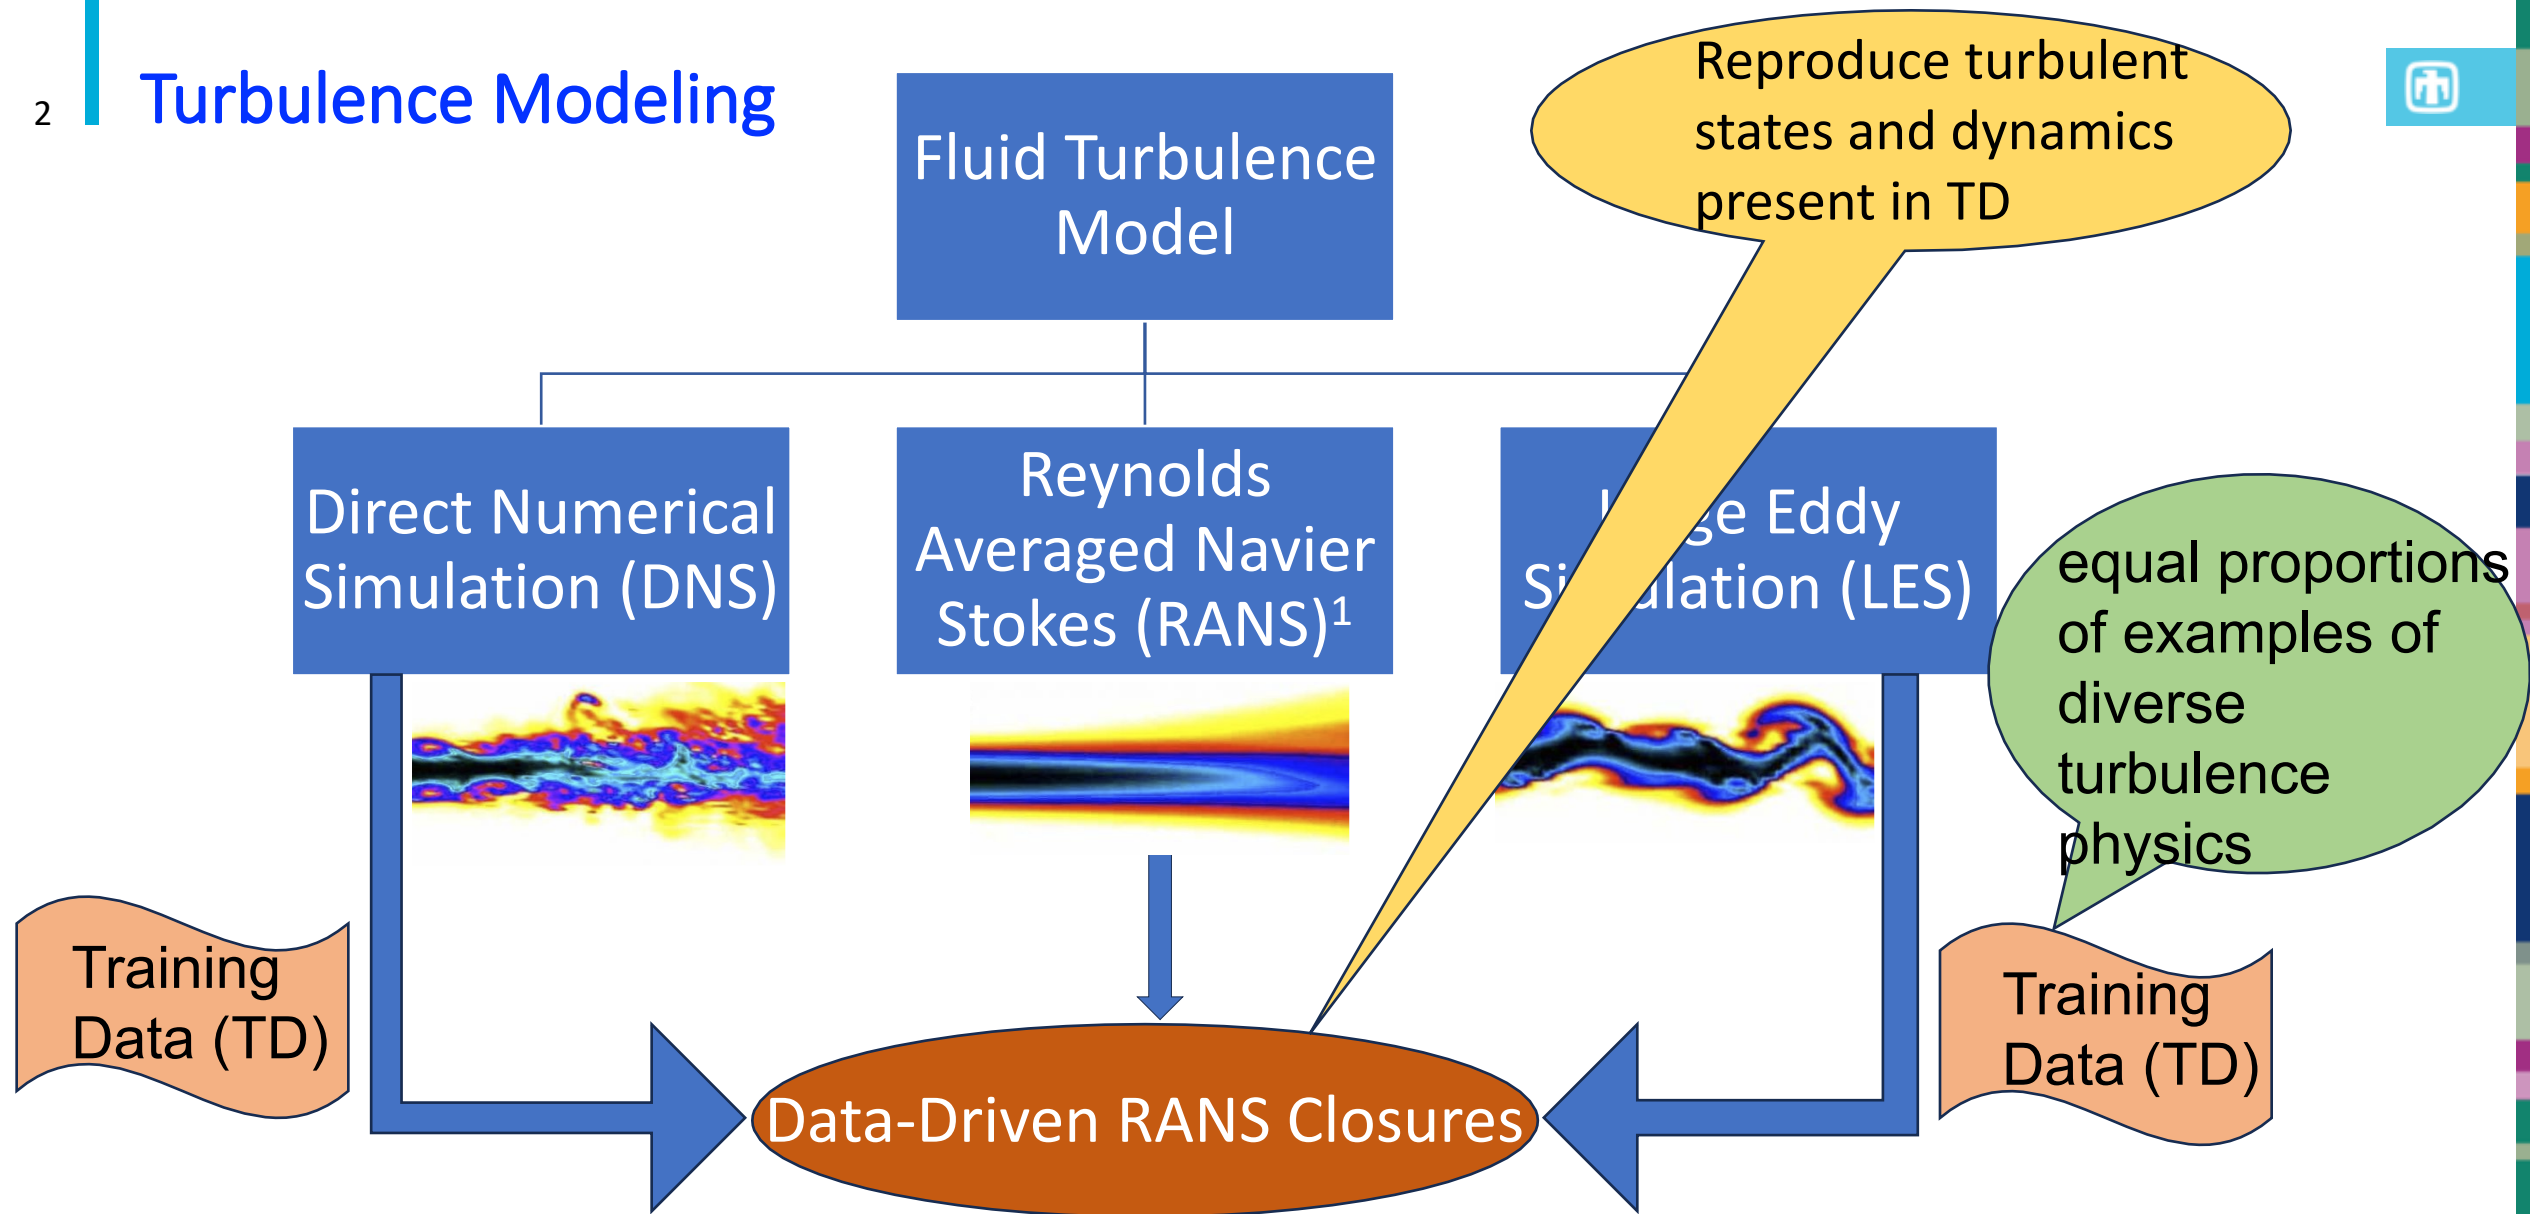 2
Turbulence Modeling
Fluid Turbulence
Model
Reproduce turbulent
states and dynamics
present in TD
Direct Numerical
Simulation (DNS)
Reynolds
Averaged Navier
Stokes (RANS)¹
Eddy
(LES)
equal proportions
of examples of
diverse
turbulence
physics
Training
Data (TD)
Training
Data (TD)
Data-Driven RANS Closures